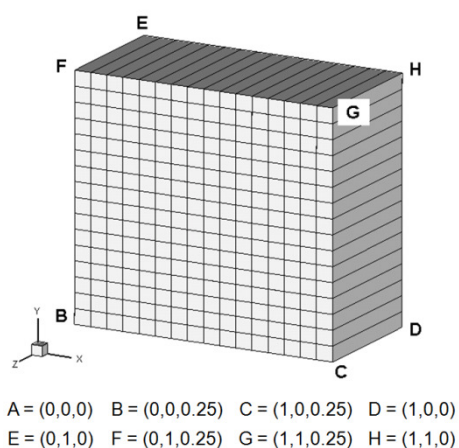 E
F
H
G
B
D
C
Y
Z
X
A = (0,0,0) B = (0,0,0.25) C = (1,0,0.25) D = (1,0,0)
E = (0,1,0) F = (0,1,0.25) G = (1,1,0.25) H = (1,1,0)